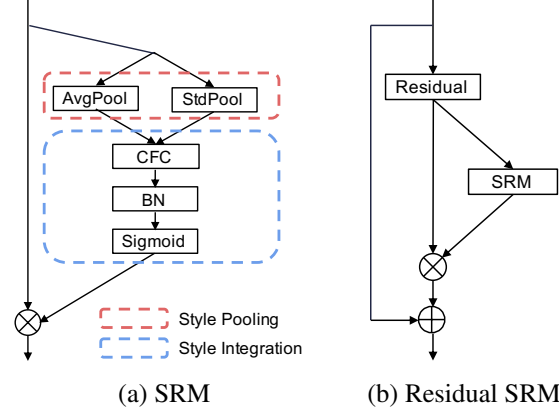 AvgPool
StdPool
CFC
BN
Sigmoid
Style Pooling
Style Integration
(a) SRM
Residual
SRM
(b) Residual SRM